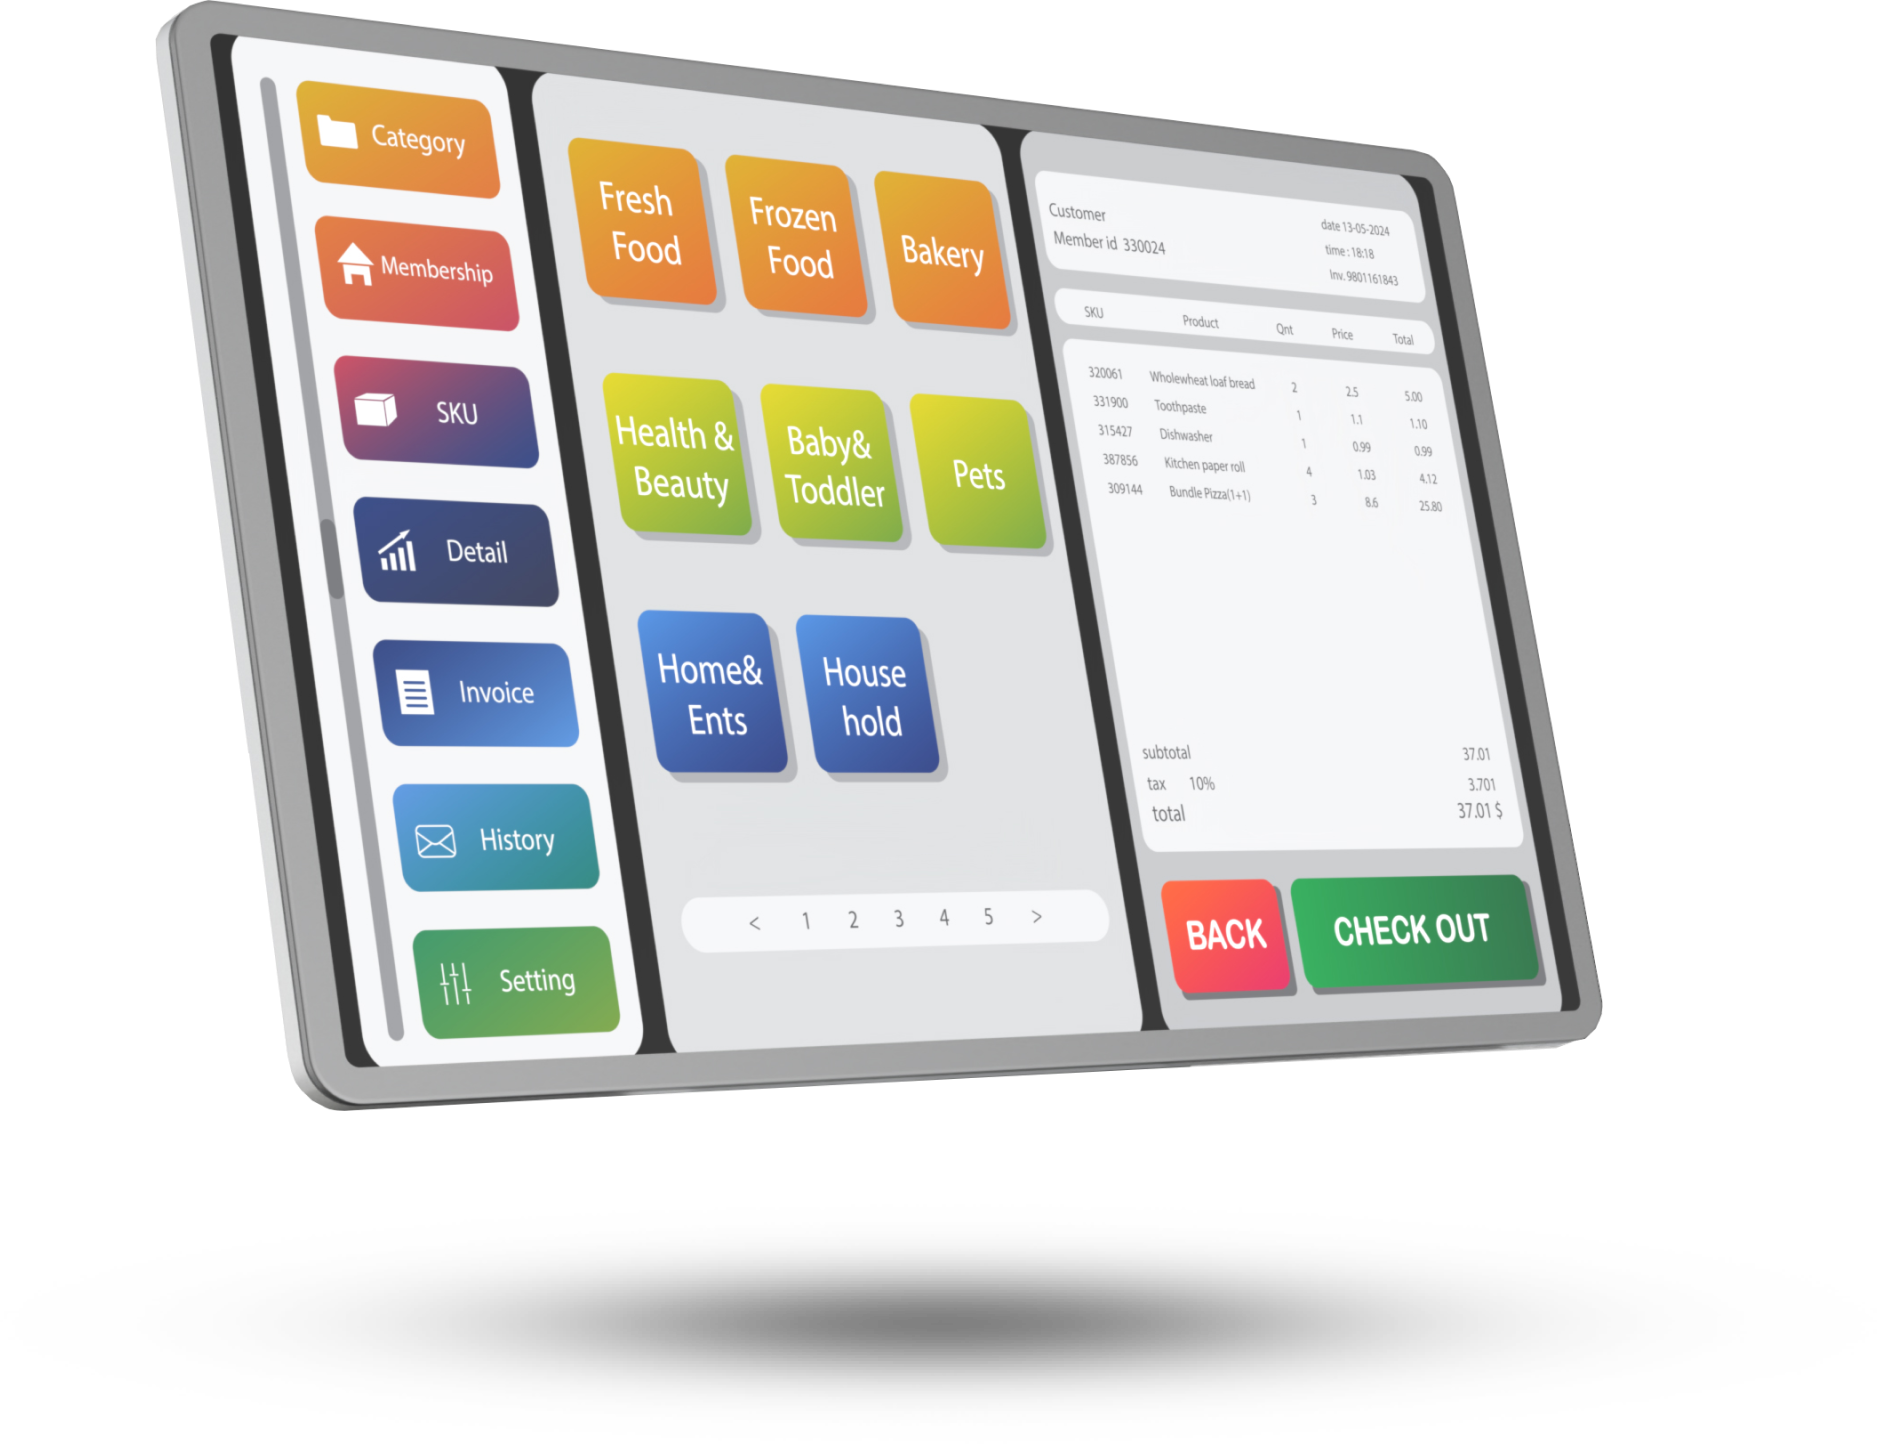 Category
Membership
SKU
Detail
Invoice
History
Setting
Fresh
Food
Frozen
Food
Bakery
Health &
Beauty
Baby&
Toddler
Pets
Home&
Ents
House
hold
< 1 2 3 4 5 >
Customer
Member id 330024
date 13-05-2024
time : 18:18
Inv. 9801161843
SKU Product Qnt Price Total
320061 Wholewheat loaf bread 2 2.5 5.00
331900 Toothpaste 1 1.1 1.10
315427 Dishwasher 1 0.99 0.99
387856 Kitchen paper roll 4 1.03 4.12
309144 Bundle Pizza(1+1) 3 8.6 25.80
subtotal 37.01
tax 10% 3.701
total 37.01 $
BACK
CHECK OUT